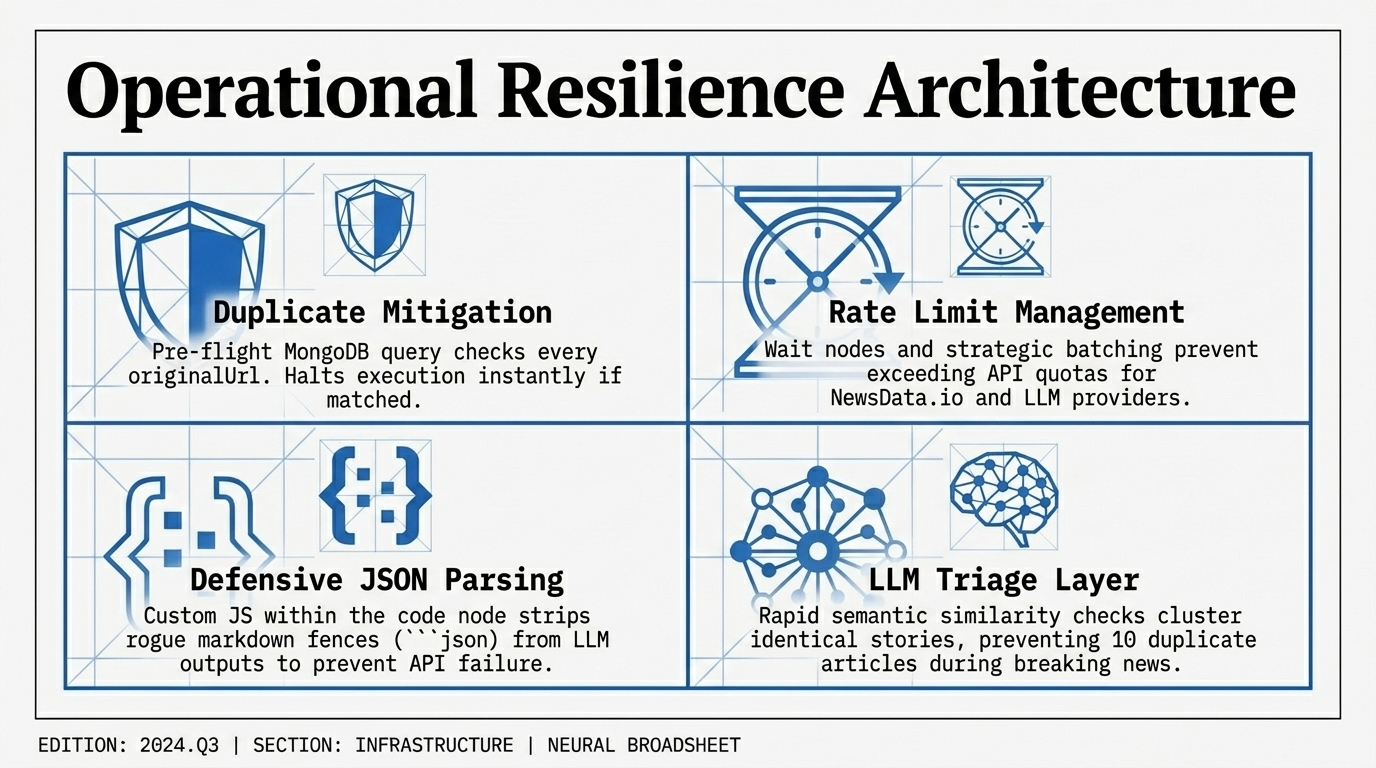 Operational Resilience Architecture
Duplicate Mitigation
Pre-flight MongoDB query checks every
originalUrl. Halts execution instantly if
matched.
Rate Limit Management
Wait nodes and strategic batching prevent
exceeding API quotas for
NewsData.io and LLM providers.
Defensive JSON Parsing
Custom JS within the code node strips
rogue markdown fences (```json) from LLM
outputs to prevent API failure.
LLM Triage Layer
Rapid semantic similarity checks cluster
identical stories, preventing 10 duplicate
articles during breaking news.
EDITION: 2024.Q3 | SECTION: INFRASTRUCTURE | NEURAL BROADSHEET